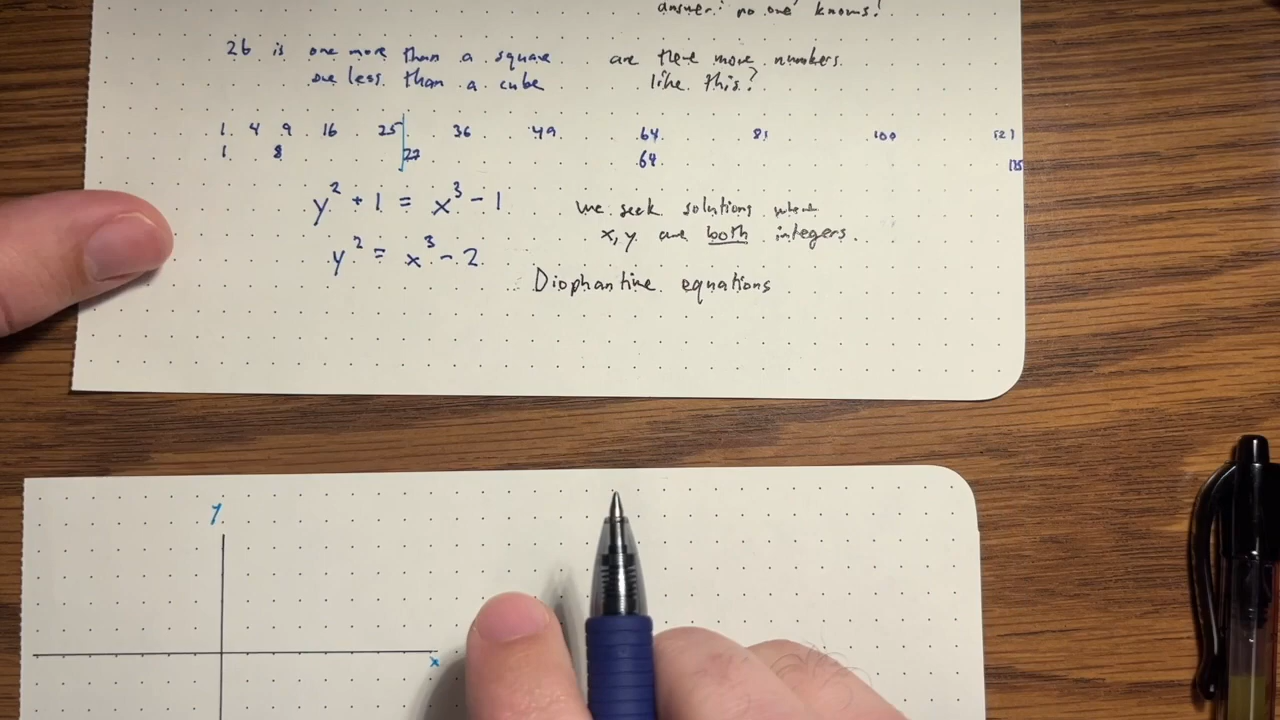 answer: no one knows!
26 is one more than a square
one less than a cube
are there more numbers
like this?
1 4 9 16 25 36 49 64 81 100 121
1 8 27 64 125
y² + 1 = x³ - 1
y² = x³ - 2
we seek solutions where
x, y are both integers.
Diophantine equations
y
x